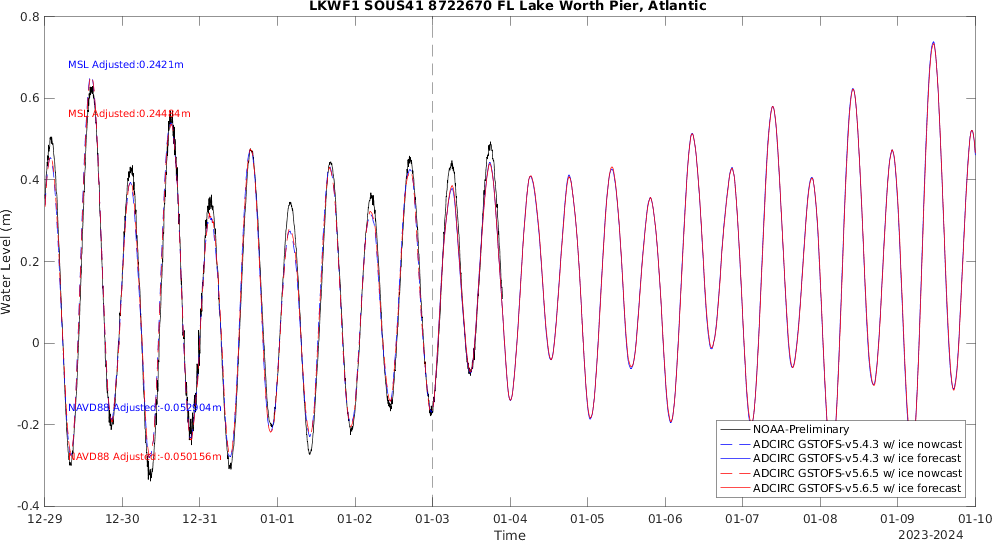 LKWF1 SOUS41 8722670 FL Lake Worth Pier, Atlantic
0.8
MSL Adjusted:0.2421m
0.6
MSL Adjusted:0.24484m
0.4
0.2
Water Level (m)
0
NAVD88 Adjusted:-0.052904m
-0.2
NAVD88 Adjusted:-0.050156m
-0.4
NOAA-Preliminary
ADCIRC GSTOFS-v5.4.3 w/ ice nowcast
ADCIRC GSTOFS-v5.4.3 w/ ice forecast
ADCIRC GSTOFS-v5.6.5 w/ ice nowcast
ADCIRC GSTOFS-v5.6.5 w/ ice forecast
12-29 12-30 12-31 01-01 01-02 01-03 01-04 01-05 01-06 01-07 01-08 01-09 01-10
Time
2023-2024